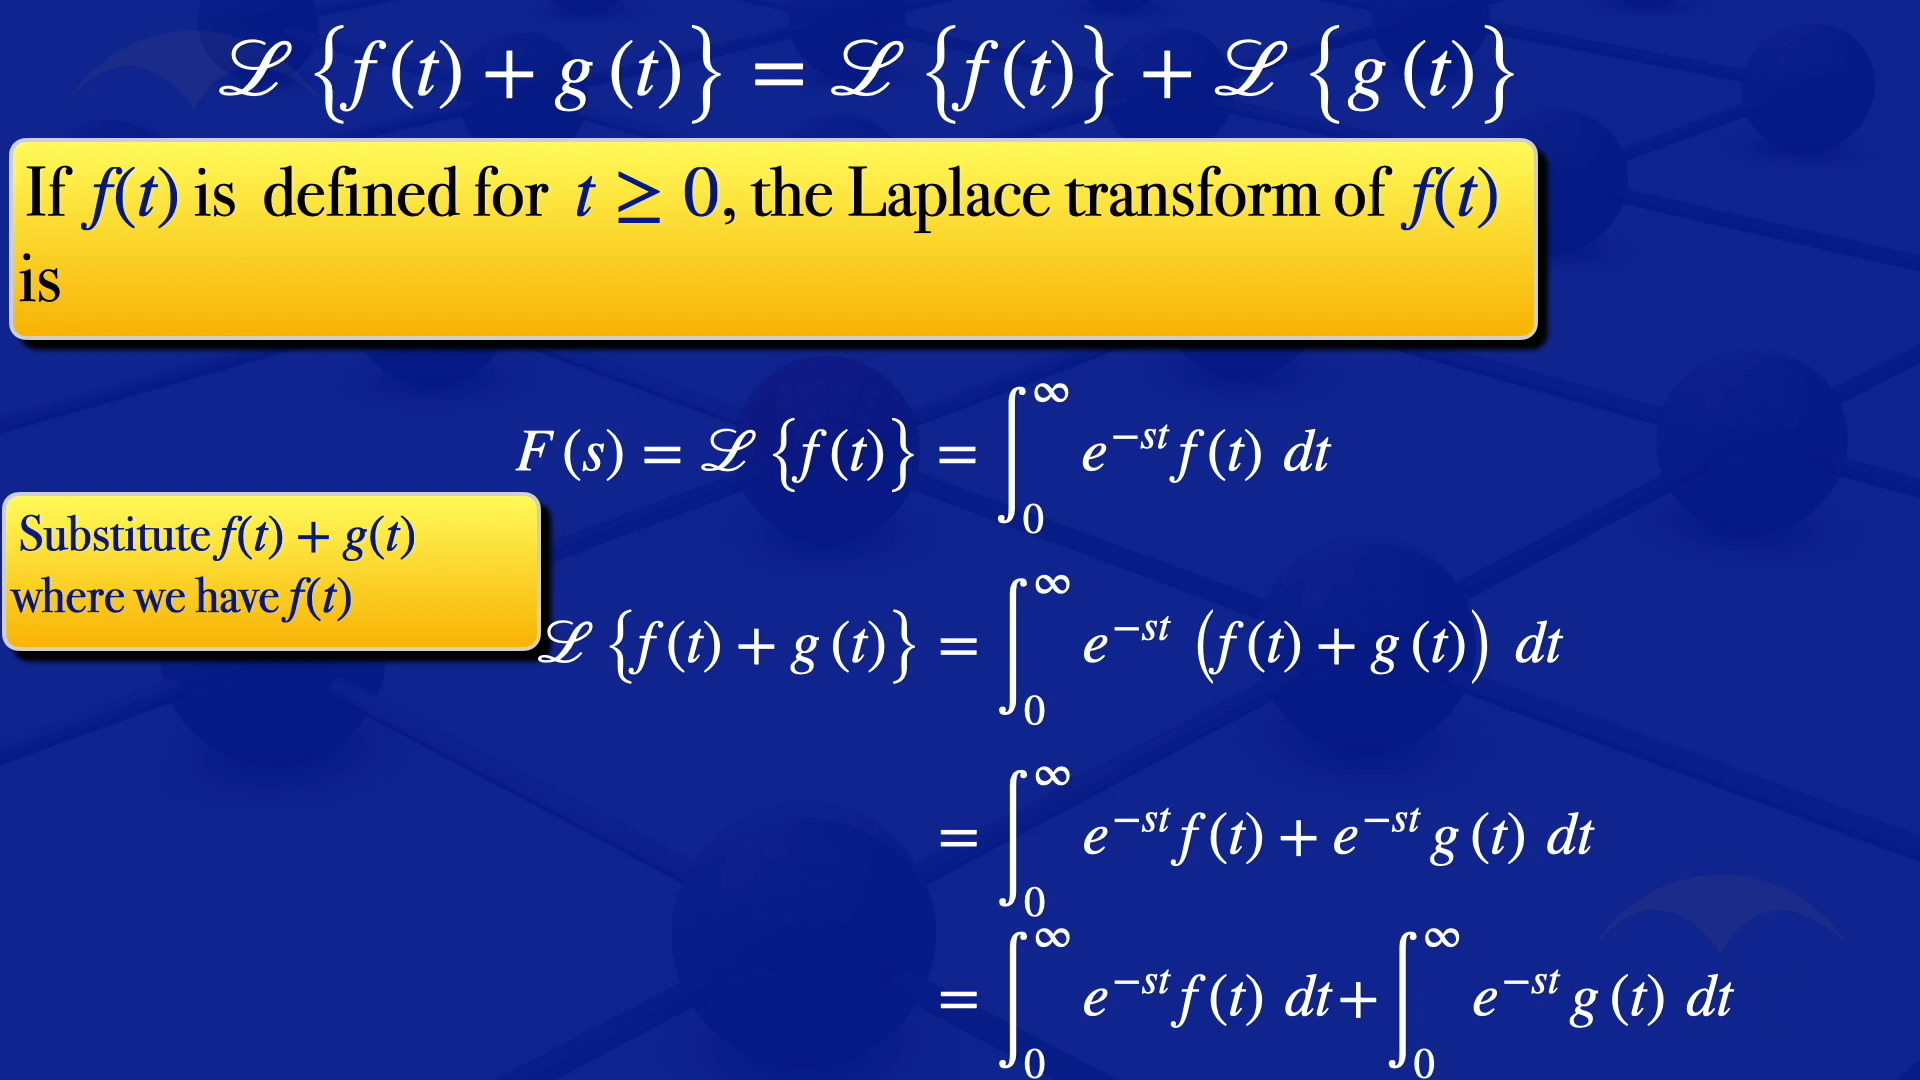 ℒ {f(t) + g(t)} = ℒ {f(t)} + ℒ {g(t)}
If f(t) is defined for t ≥ 0, the Laplace transform of f(t)
is
F(s) = ℒ {f(t)} = ∫₀^∞ e^{−st} f(t) dt
Substitute f(t) + g(t)
where we have f(t)
ℒ {f(t) + g(t)} = ∫₀^∞ e^{−st} (f(t) + g(t)) dt
= ∫₀^∞ e^{−st} f(t) + e^{−st} g(t) dt
= ∫₀^∞ e^{−st} f(t) dt + ∫₀^∞ e^{−st} g(t) dt